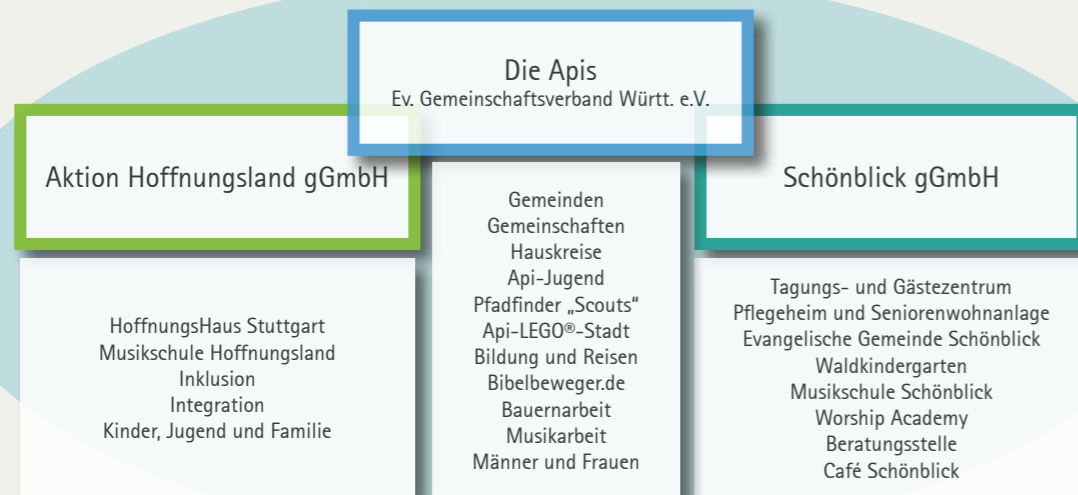 Die Apis
Ev. Gemeinschaftsverband Württ. e.V.
Aktion Hoffnungsland gGmbH
HoffnungsHaus Stuttgart
Musikschule Hoffnungsland
Inklusion
Integration
Kinder, Jugend und Familie
Gemeinden
Gemeinschaften
Hauskreise
Api-Jugend
Pfadfinder „Scouts“
Api-LEGO®-Stadt
Bildung und Reisen
Bibelbeweger.de
Bauernarbeit
Musikarbeit
Männer und Frauen
Schönblick gGmbH
Tagungs- und Gästezentrum
Pflegeheim und Seniorenwohnanlage
Evangelische Gemeinde Schönblick
Waldkindergarten
Musikschule Schönblick
Worship Academy
Beratungsstelle
Café Schönblick